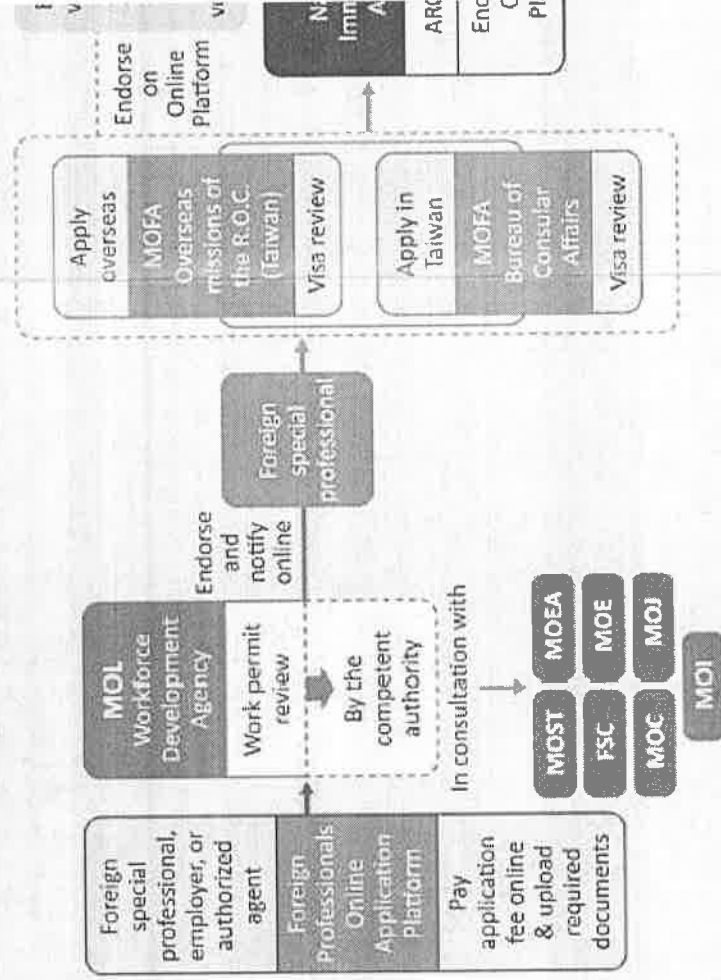 Foreign
special
professional,
employer, or
authorized
agent
Foreign
Professionals
Online
Application
Platform
Pay
application
fee online
& upload
required
documents
MOL
Workforce
Development
Agency
Work permit
review
By the
competent
authority
In consultation with
MOST
MOEA
FSC
MOE
MOC
MOJ
MOI
Endorse
and
notify
online
Foreign
special
professional
Apply
overseas
MOFA
Overseas
missions of
the R.O.C.
(Taiwan)
Visa review
Apply in
Taiwan
MOFA
Bureau of
Consular
Affairs
Visa review
Endorse
on
Online
Platform